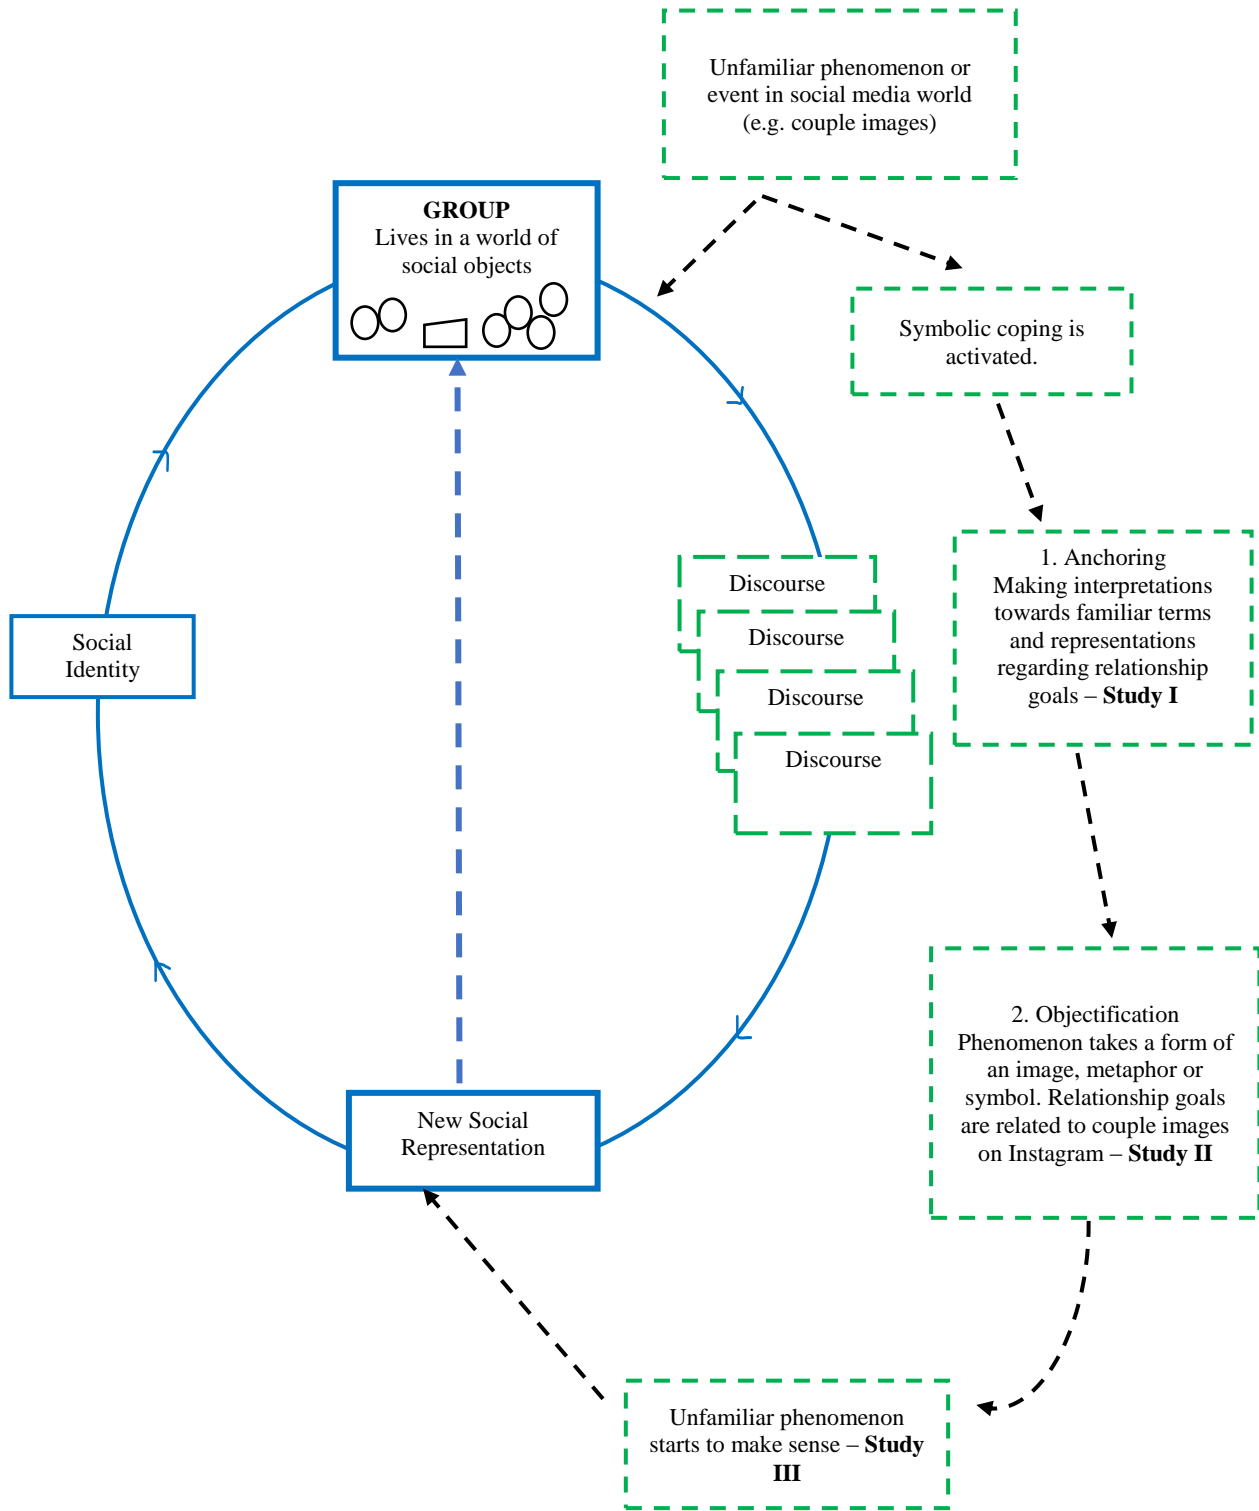 Unfamiliar phenomenon or
event in social media world
(e.g. couple images)
GROUP
Lives in a world of
social objects
Symbolic coping is
activated.
1. Anchoring
Making interpretations
towards familiar terms
and representations
regarding relationship
goals – Study I
Discourse
Discourse
Discourse
Discourse
Social
Identity
2. Objectification
Phenomenon takes a form of
an image, metaphor or
symbol. Relationship goals
are related to couple images
on Instagram – Study II
New Social
Representation
Unfamiliar phenomenon
starts to make sense – Study
III